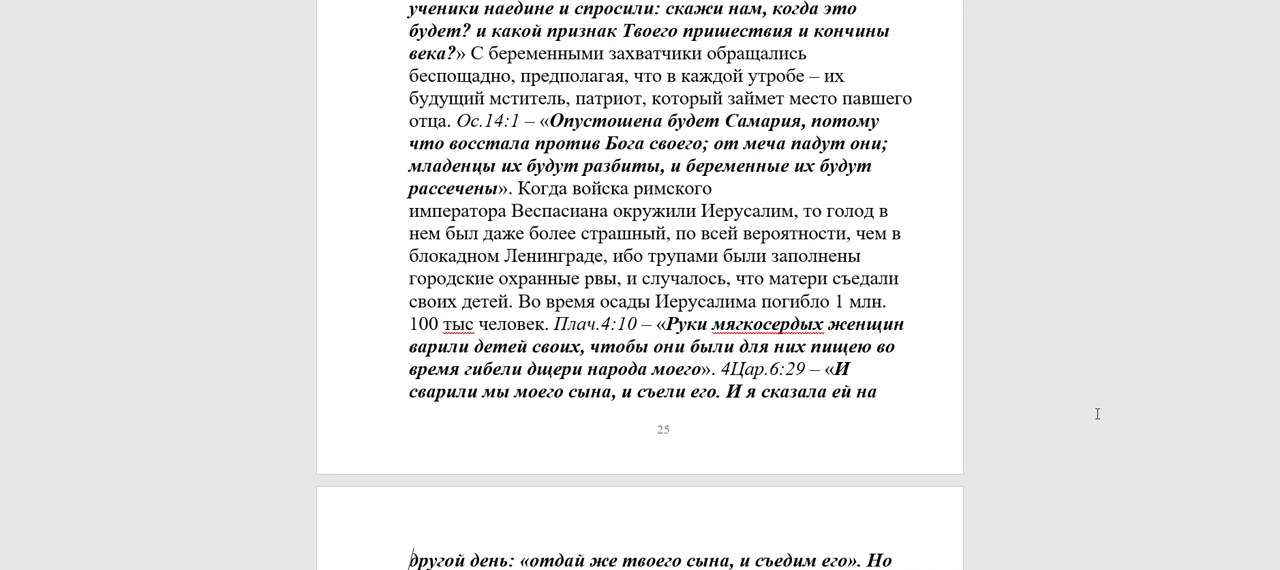 ученики наедине и спросили: скажи нам, когда это
будет? и какой признак Твоего пришествия и кончины
века?» С беременными захватчики обращались
беспощадно, предполагая, что в каждой утробе – их
будущий мститель, патриот, который займет место павшего
отца. Ос.14:1 – «Опустошена будет Самария, потому
что восстала против Бога своего; от меча падут они;
младенцы их будут разбиты, и беременные их будут
рассечены». Когда войска римского
императора Веспасиана окружили Иерусалим, то голод в
нем был даже более страшный, по всей вероятности, чем в
блокадном Ленинграде, ибо трупами были заполнены
городские охранные рвы, и случалось, что матери съедали
своих детей. Во время осады Иерусалима погибло 1 млн.
100 тыс человек. Плач.4:10 – «Руки мягкосердых женщин
варили детей своих, чтобы они были для них пищею во
время гибели дщери народа моего». 4Цар.6:29 – «И
сварили мы моего сына, и съели его. И я сказала ей на
25
другой день: «отдай же твоего сына, и съедим его». Но